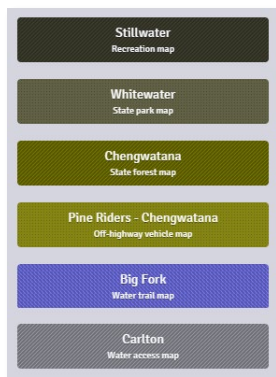 Stillwater
Recreation map
Whitewater
State park map
Chengwatana
State forest map
Pine Riders - Chengwatana
Off-highway vehicle map
Big Fork
Water trail map
Carlton
Water access map